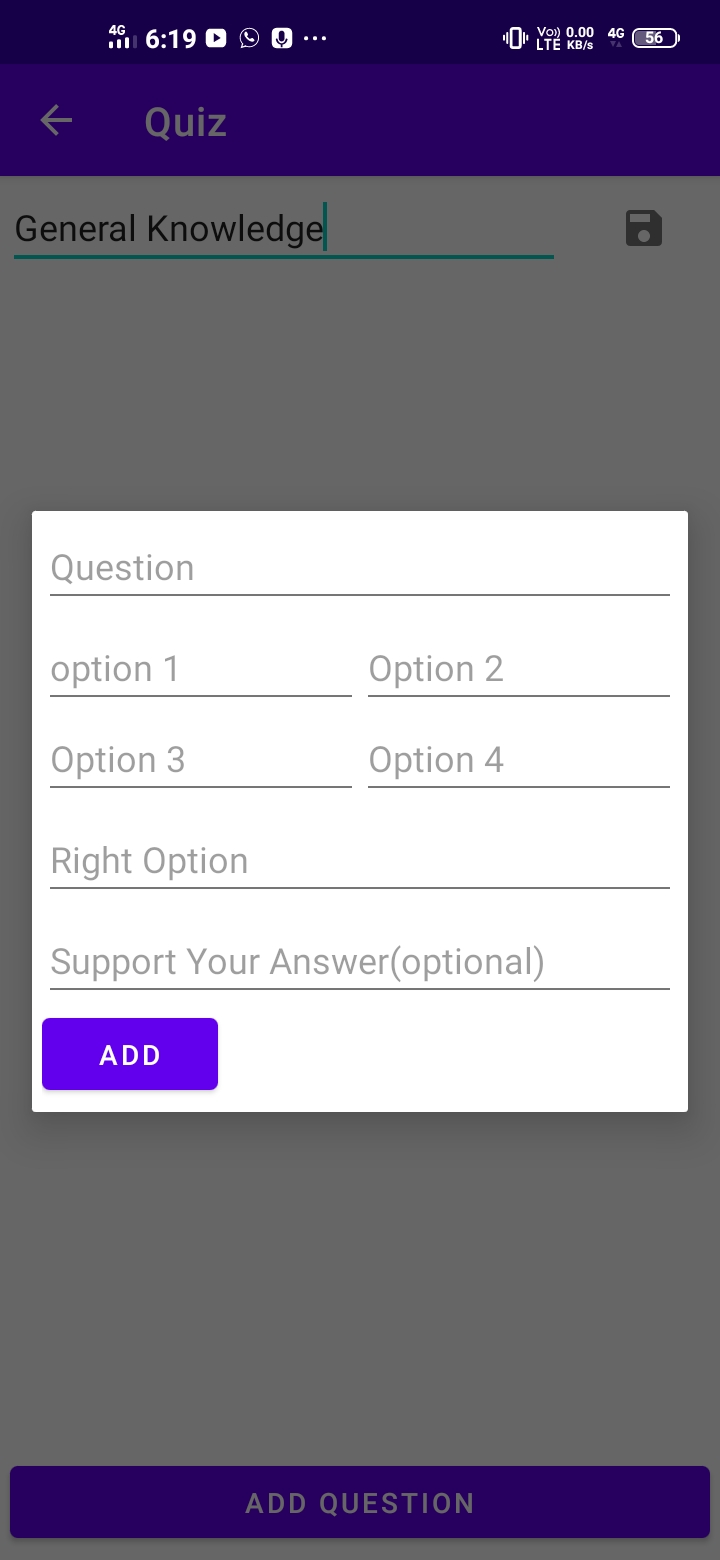 4G 6:19 ... Vo)) LTE 0.00 KB/s 4G 56
Quiz
General Knowledge
Question
option 1 Option 2
Option 3 Option 4
Right Option
Support Your Answer(optional)
ADD
ADD QUESTION